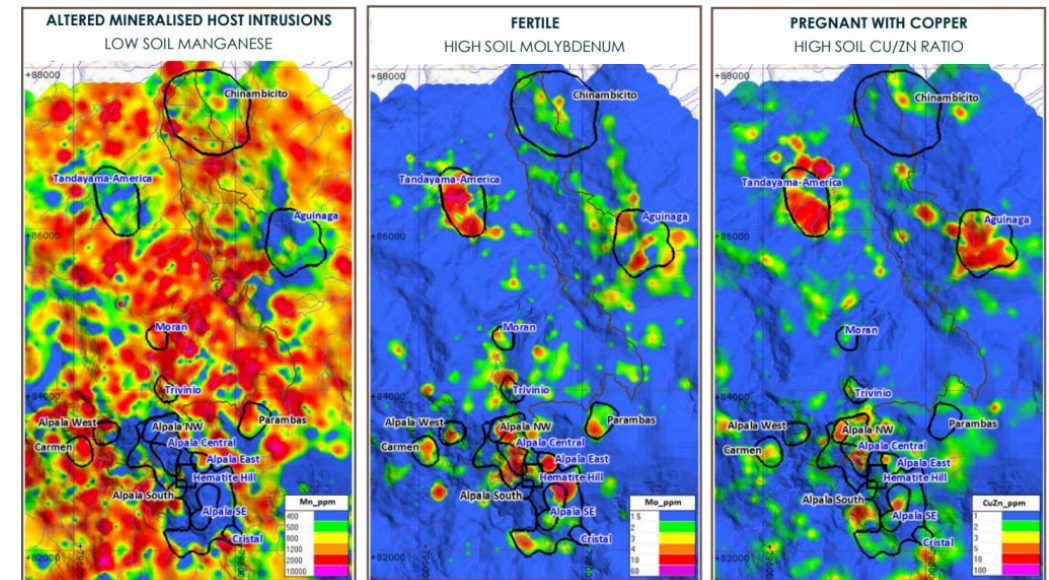 ALTERED MINERALISED HOST INTRUSIONS
LOW SOIL MANGANESE
+88000
Chinambicito
Tandayama-America
Aguinaga
+86000
Moran
Trivinio
+84000
Alpala West
Alpala NW
Parambas
Carmen
Alpala Central
Alpala East
Hematite Hill
Alpala South
Alpala SE
Cristal
+82000
Mn_ppm
400
500
800
1200
2000
10000
FERTILE
HIGH SOIL MOLYBDENUM
+88000
Chinambicito
Tandayama-America
Aguinaga
+86000
Moran
Trivinio
+84000
Alpala West
Alpala NW
Parambas
Carmen
Alpala Central
Alpala East
Hematite Hill
Alpala South
Alpala SE
Cristal
+82000
Mo_ppm
1.5
2
3
4
10
60
PREGNANT WITH COPPER
HIGH SOIL CU/ZN RATIO
+88000
Chinambicito
Tandayama-America
Aguinaga
+86000
Moran
Trivinio
+84000
Alpala West
Alpala NW
Parambas
Carmen
Alpala Central
Alpala East
Hematite Hill
Alpala South
Alpala SE
Cristal
+82000
CuZn_ppm
1
2
3
5
10
100